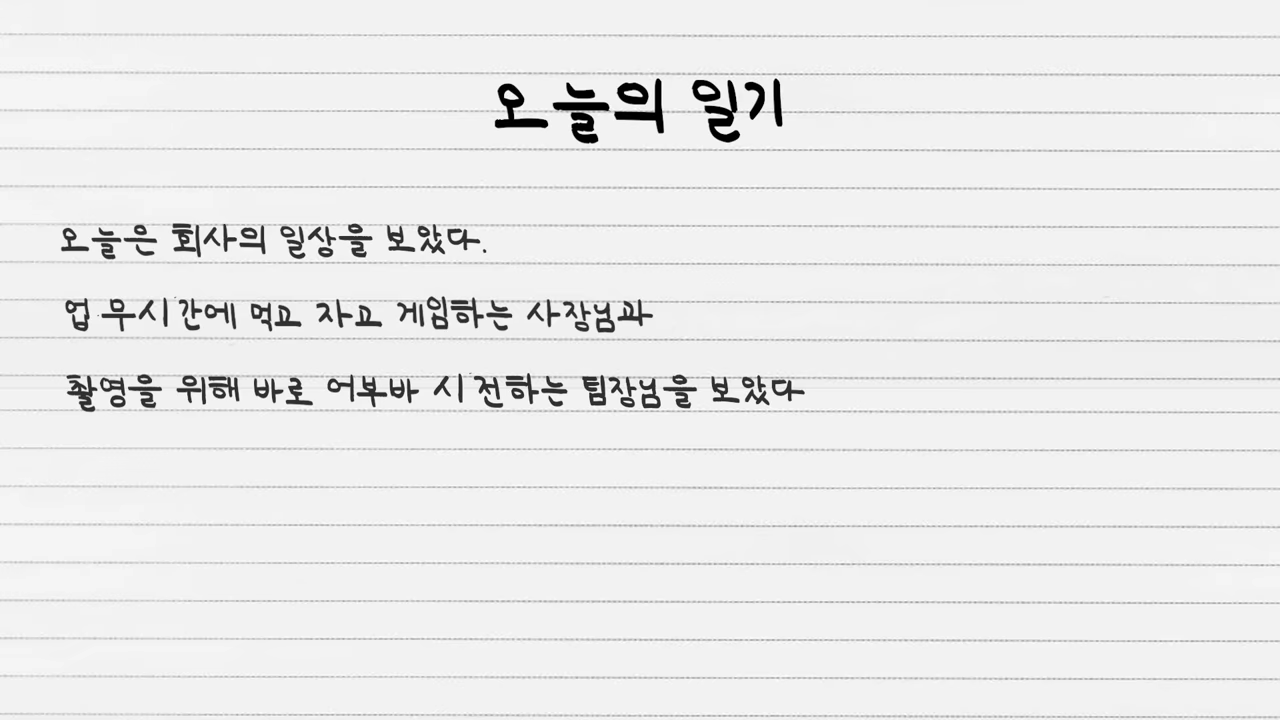 오늘의 일기
오늘은 회사의 일상을 보았다.
업무시간에 먹고 자고 게임하는 사장님과
촬영을 위해 바로 어부바 시전하는 팀장님을 보았다